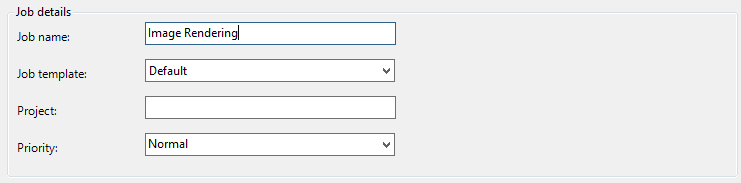 Job details
Job name: Image Rendering
Job template: Default
Project:
Priority: Normal